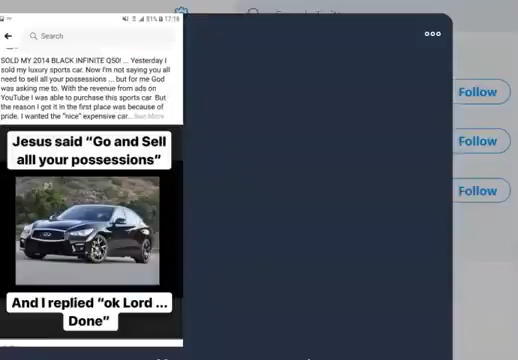 81% 17:18
Search
SOLD MY 2014 BLACK INFINITE Q50! ... Yesterday I
sold my luxury sports car. Now I'm not saying you all
need to sell all your possessions ... but for me God
was asking me to. With the revenue from ads on
YouTube I was able to purchase this sports car. But
the reason I got it in the first place was because of
pride. I wanted the "nice" expensive car... See More
Jesus said "Go and Sell
alll your possessions"
And I replied "ok Lord ...
Done"
Follow
Follow
Follow